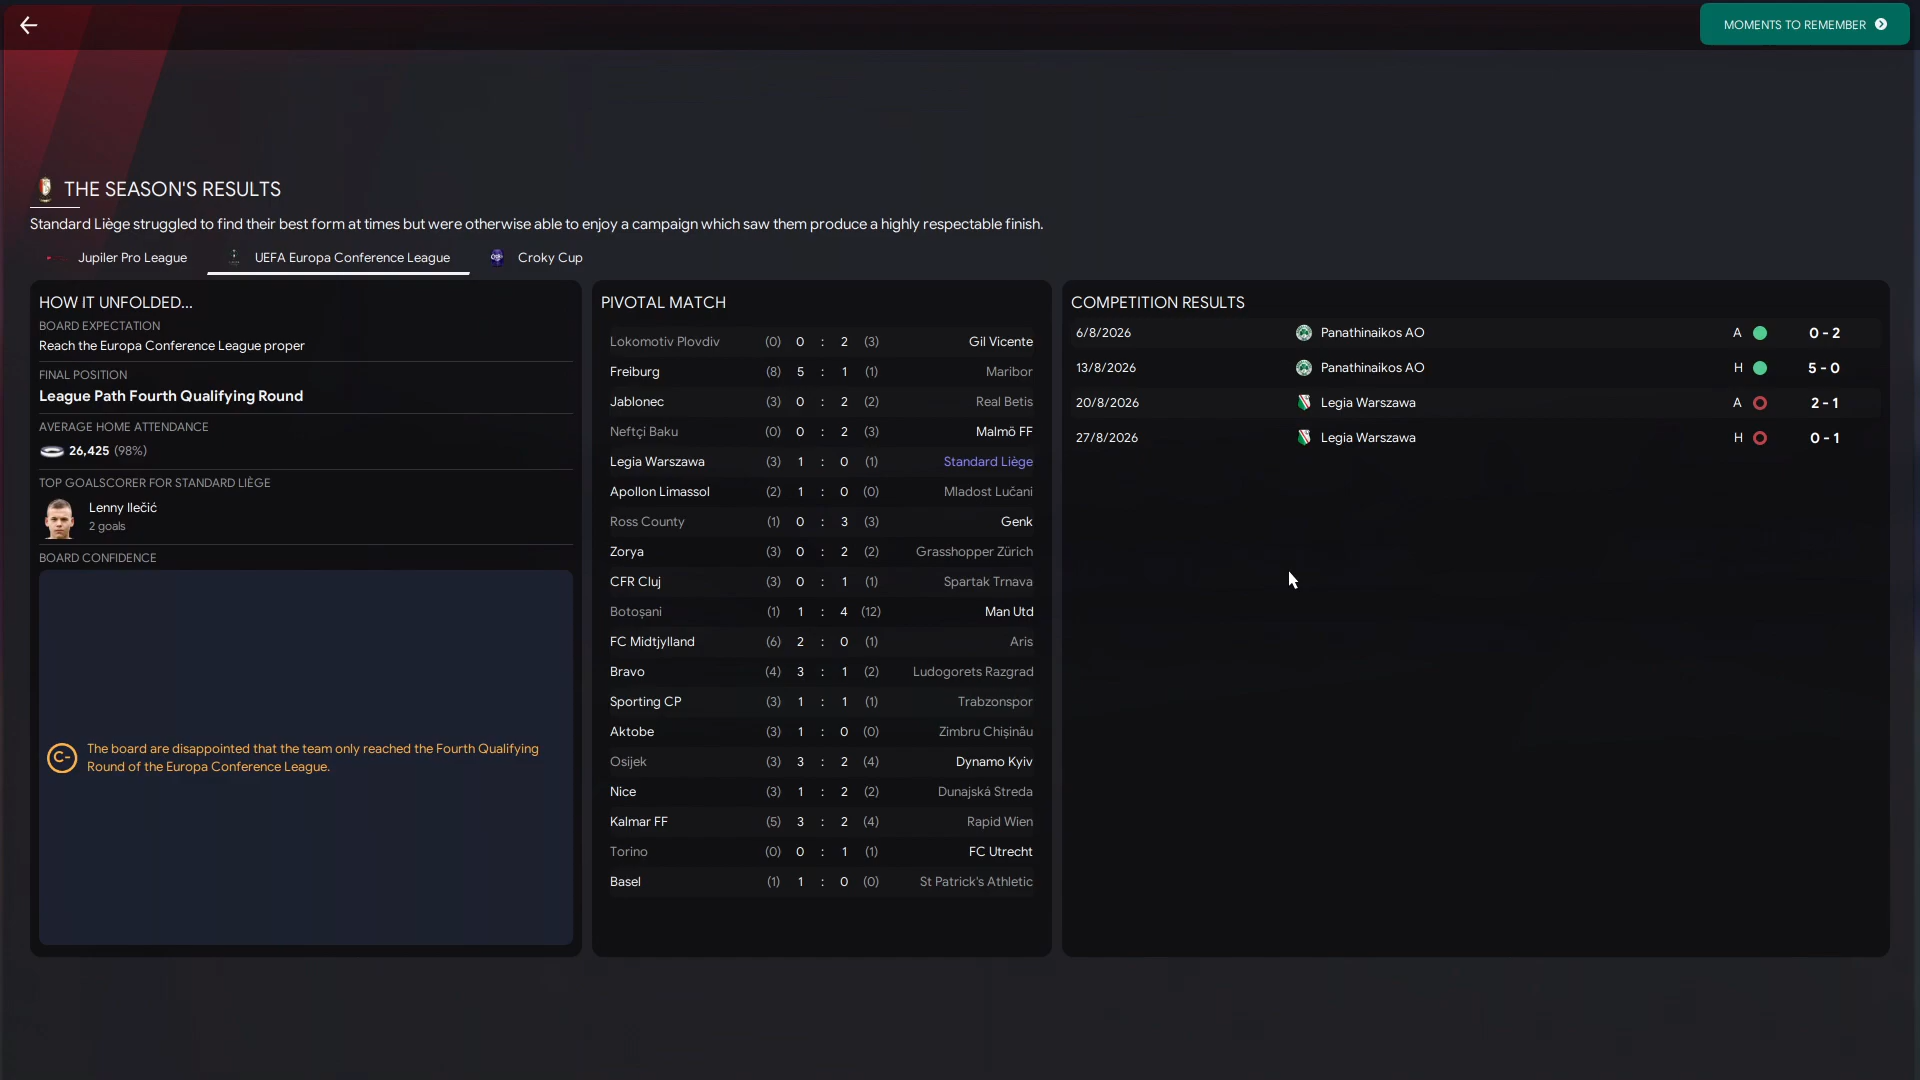 MOMENTS TO REMEMBER
THE SEASON'S RESULTS
Standard Liège struggled to find their best form at times but were otherwise able to enjoy a campaign which saw them produce a highly respectable finish.
Jupiler Pro League UEFA Europa Conference League Croky Cup
HOW IT UNFOLDED...
BOARD EXPECTATION
Reach the Europa Conference League proper
FINAL POSITION
League Path Fourth Qualifying Round
AVERAGE HOME ATTENDANCE
26,425 (98%)
TOP GOALSCORER FOR STANDARD LIÈGE
Lenny Ilečić
2 goals
BOARD CONFIDENCE
C- The board are disappointed that the team only reached the Fourth Qualifying
Round of the Europa Conference League.
PIVOTAL MATCH
Lokomotiv Plovdiv (0) 0 : 2 (3) Gil Vicente
Freiburg (8) 5 : 1 (1) Maribor
Jablonec (3) 0 : 2 (2) Real Betis
Neftçi Baku (0) 0 : 2 (3) Malmö FF
Legia Warszawa (3) 1 : 0 (1) Standard Liège
Apollon Limassol (2) 1 : 0 (0) Mladost Lučani
Ross County (1) 0 : 3 (3) Genk
Zorya (3) 0 : 2 (2) Grasshopper Zürich
CFR Cluj (3) 0 : 1 (1) Spartak Trnava
Botoşani (1) 1 : 4 (12) Man Utd
FC Midtjylland (6) 2 : 0 (1) Aris
Bravo (4) 3 : 1 (2) Ludogorets Razgrad
Sporting CP (3) 1 : 1 (1) Trabzonspor
Aktobe (3) 1 : 0 (0) Zimbru Chişinău
Osijek (3) 3 : 2 (4) Dynamo Kyiv
Nice (3) 1 : 2 (2) Dunajská Streda
Kalmar FF (5) 3 : 2 (4) Rapid Wien
Torino (0) 0 : 1 (1) FC Utrecht
Basel (1) 1 : 0 (0) St Patrick's Athletic
COMPETITION RESULTS
6/8/2026 Panathinaikos AO A 0 - 2
13/8/2026 Panathinaikos AO H 5 - 0
20/8/2026 Legia Warszawa A 2 - 1
27/8/2026 Legia Warszawa H 0 - 1